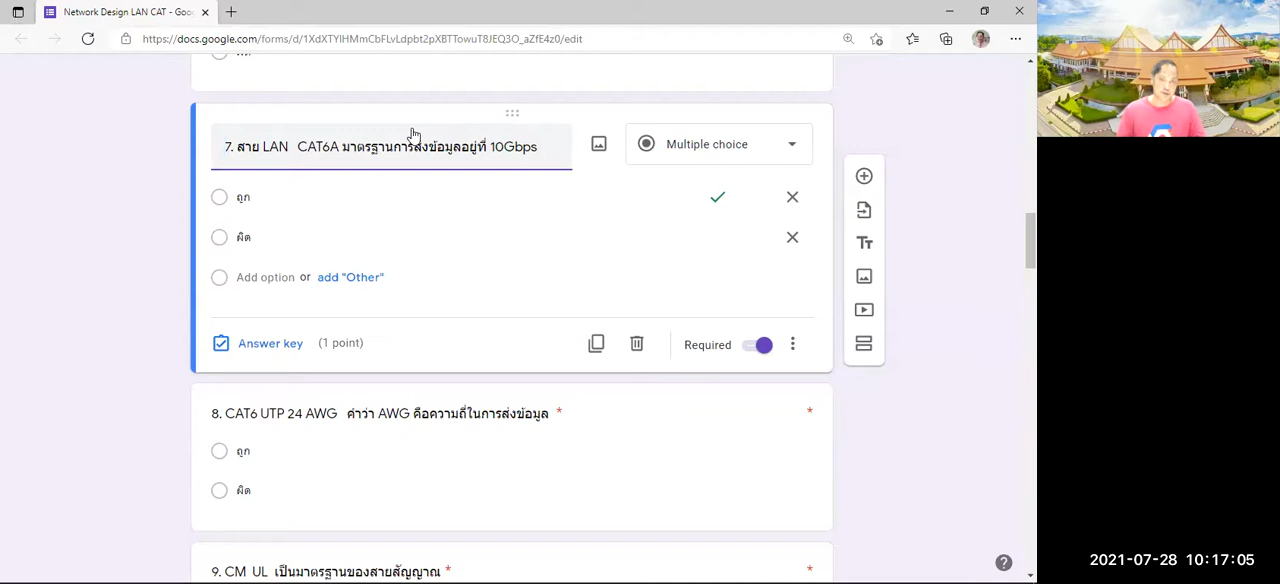 Network Design LAN CAT - Goo
https://docs.google.com/forms/d/1XdXTYIHMmCbFLvLdpbt2pXBTTowuT8JEQ3O_aZfE4z0/edit
7. สาย LAN CAT6A มาตรฐานการส่งข้อมูลอยู่ที่ 10Gbps
Multiple choice
ถูก
ผิด
Add option or add "Other"
Answer key (1 point)
Required
8. CAT6 UTP 24 AWG ค่าว่า AWG คือความถี่ในการส่งข้อมูล *
*
ถูก
ผิด
9. CM UL เป็นมาตรฐานของสายสัญญาณ *
*
2021-07-28 10:17:05